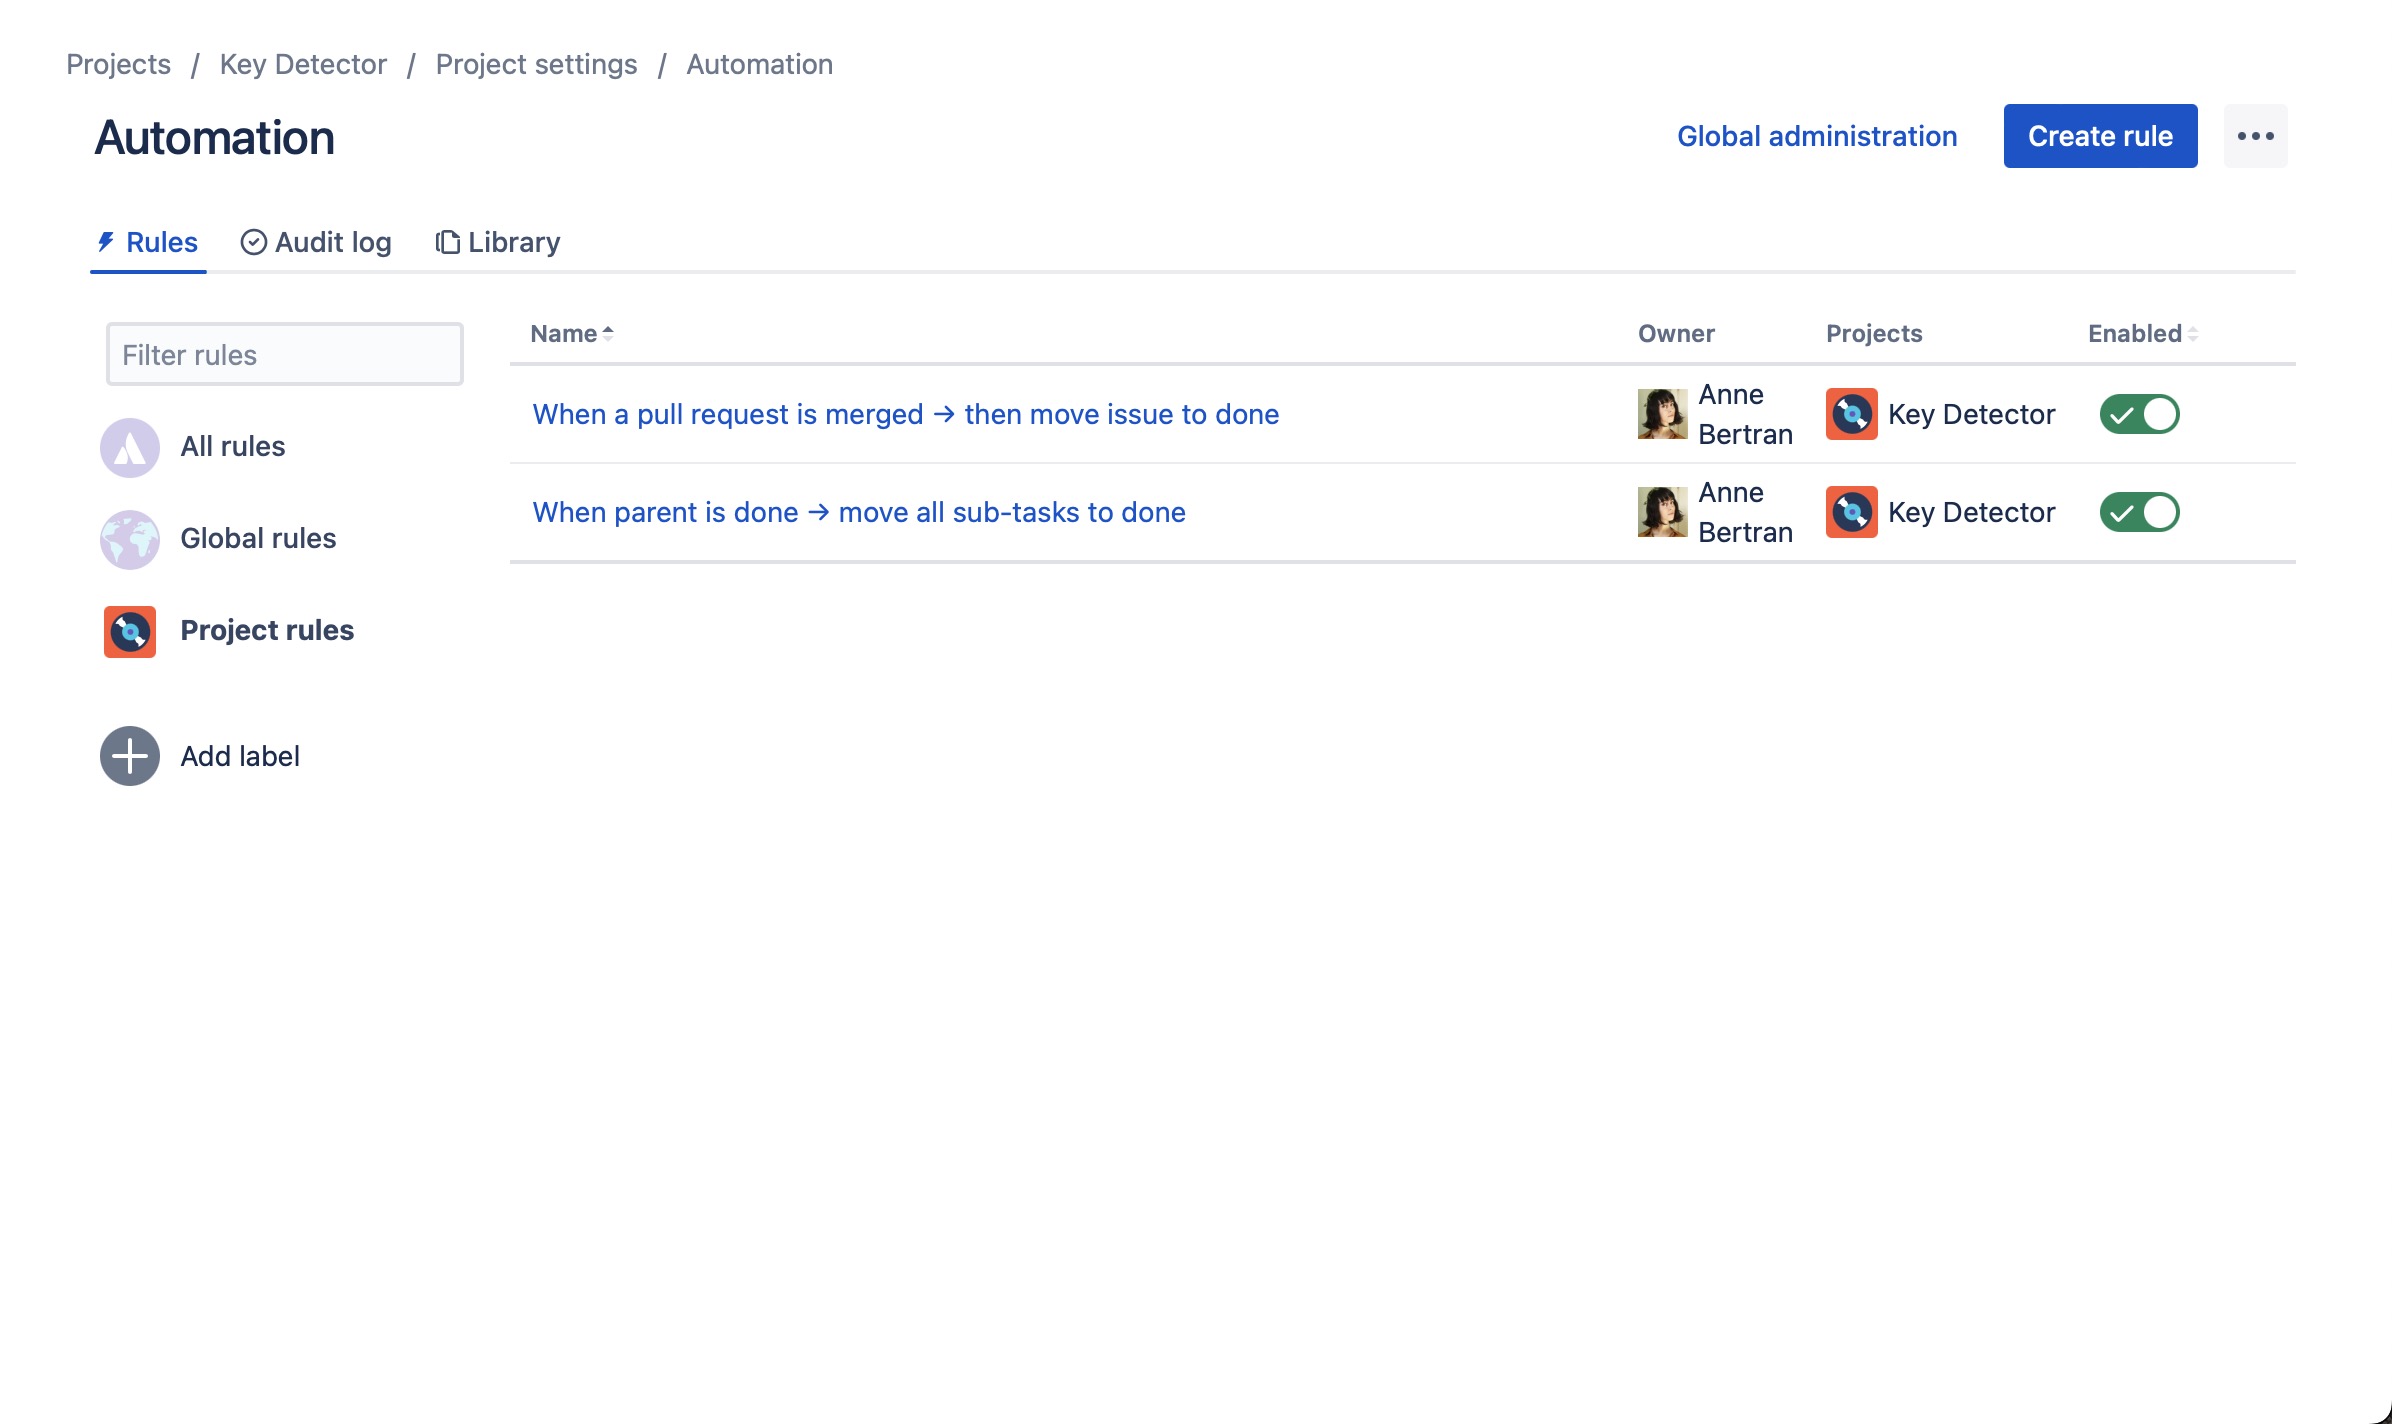 Projects / Key Detector / Project settings / Automation
Automation
Global administration
Create rule
Rules
Audit log
Library
Filter rules
All rules
Global rules
Project rules
Add label
Name
Owner
Projects
Enabled
When a pull request is merged → then move issue to done
Anne
Bertran
Key Detector
When parent is done → move all sub-tasks to done
Anne
Bertran
Key Detector